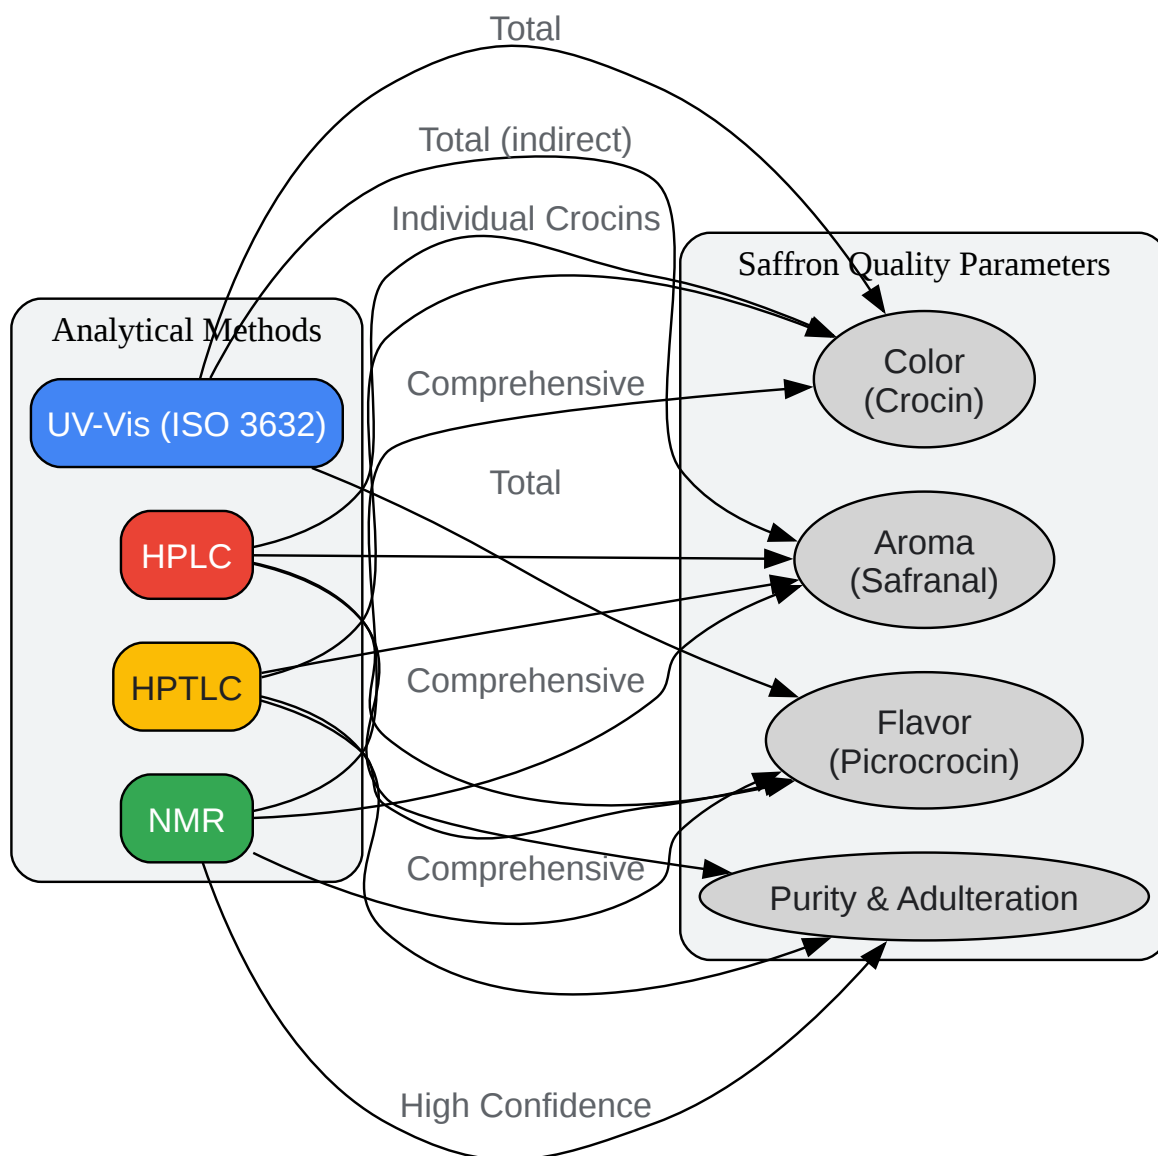 Total
Total (indirect)
Individual Crocins
Saffron Quality Parameters
Analytical Methods
Color
(Crocin)
Comprehensive
UV-Vis (ISO 3632)
Total
HPLC
Aroma
(Safranal)
Comprehensive
HPTLC
Flavor
(Picrocrocin)
NMR
Comprehensive
Purity & Adulteration
High Confidence